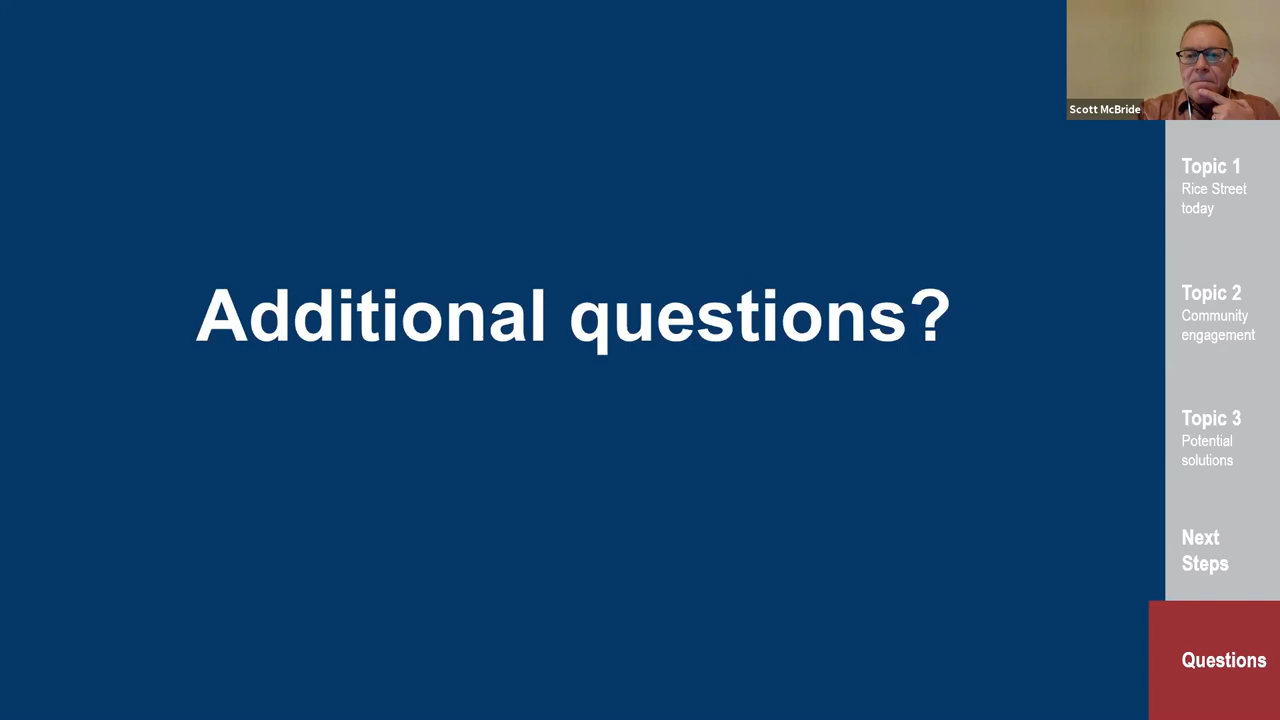 Scott McBride
Topic 1
Rice Street
today
Topic 2
Community
engagement
Additional questions?
Topic 3
Potential
solutions
Next
Steps
Questions